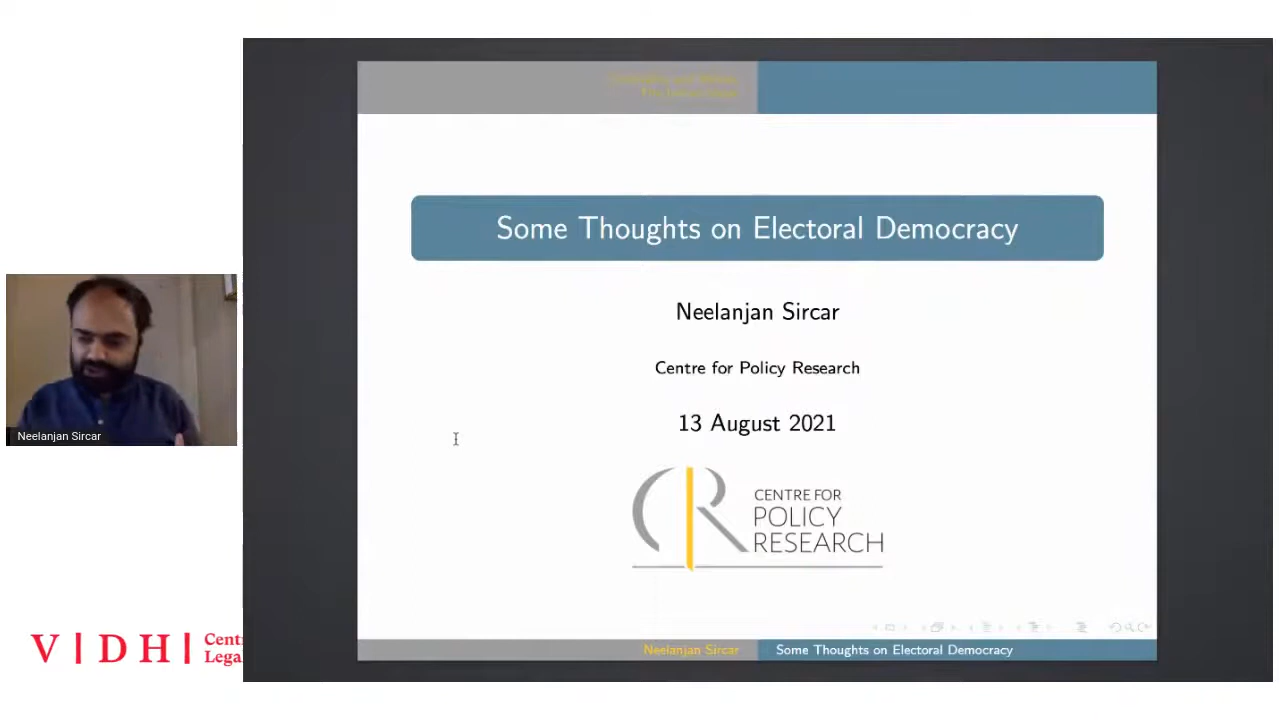 Some Thoughts on Electoral Democracy
Neelanjan Sircar
Centre for Policy Research
13 August 2021
CENTRE FOR
POLICY
RESEARCH
Neelanjan Sircar
Some Thoughts on Electoral Democracy
Neelanjan Sircar
V | D H |
Cent
Lega